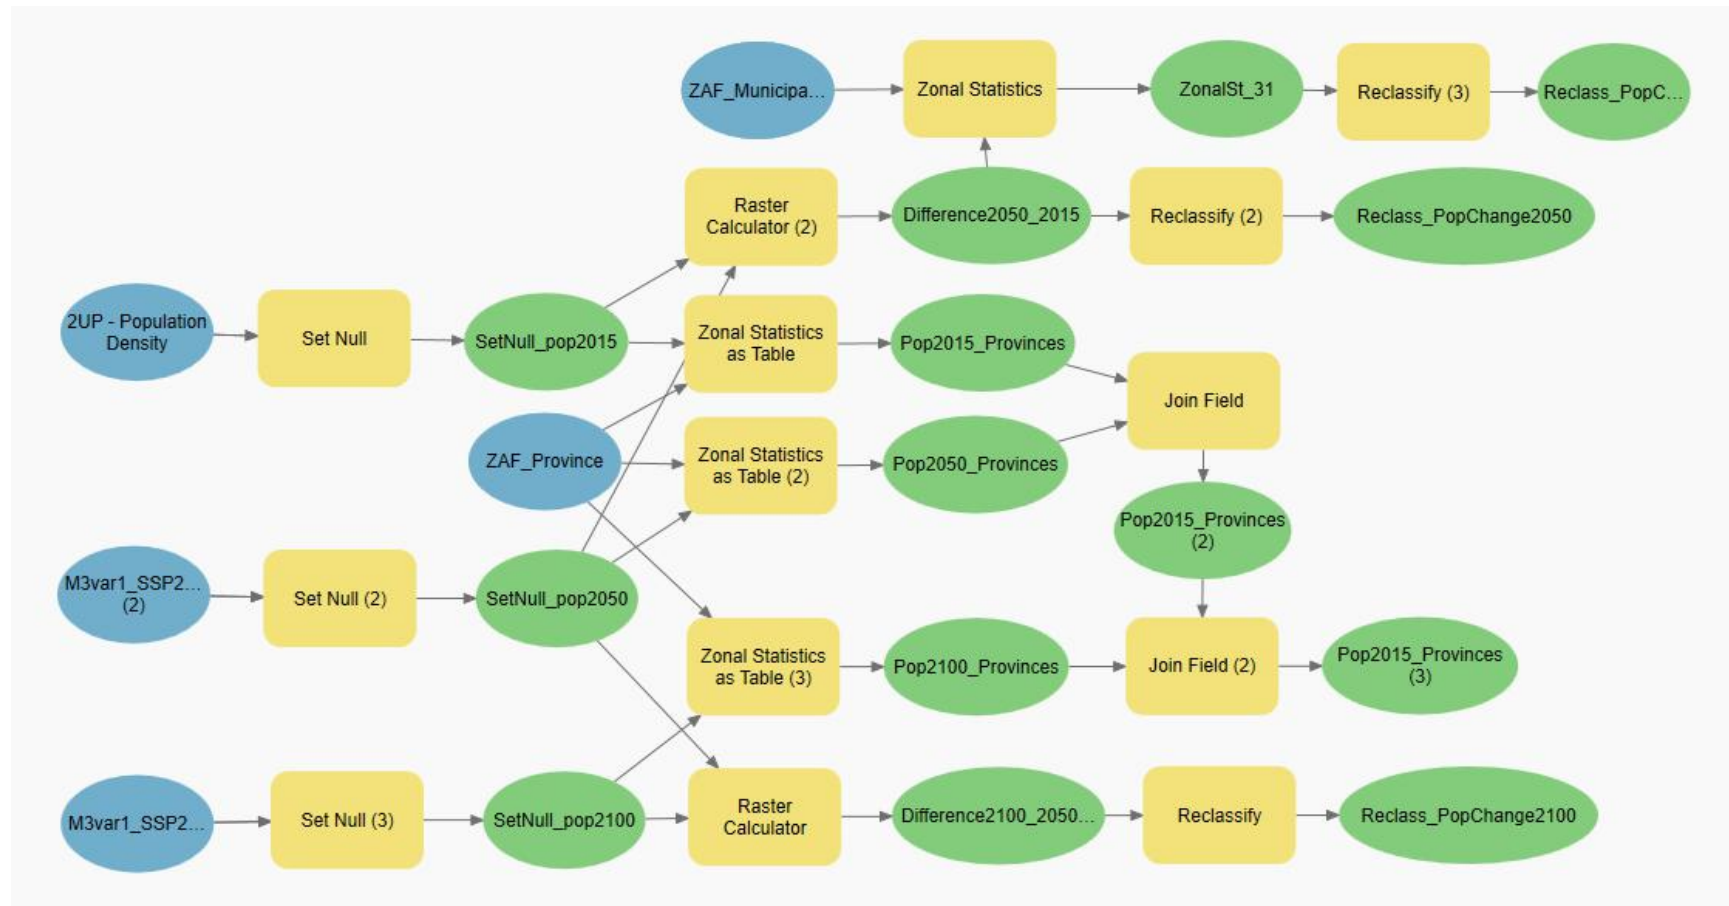 ZAF_Municipa...
Zonal Statistics
ZonalSt_31
Reclassify (3)
Reclass_PopC...
Raster
Calculator (2)
Difference2050_2015
Reclassify (2)
Reclass_PopChange2050
2UP - Population
Density
Set Null
SetNull_pop2015
Zonal Statistics
as Table
Pop2015_Provinces
Join Field
ZAF_Province
Zonal Statistics
as Table (2)
Pop2050_Provinces
Pop2015_Provinces
(2)
M3var1_SSP2...
(2)
Set Null (2)
SetNull_pop2050
Zonal Statistics
as Table (3)
Pop2100_Provinces
Join Field (2)
Pop2015_Provinces
(3)
M3var1_SSP2...
Set Null (3)
SetNull_pop2100
Raster
Calculator
Difference2100_2050...
Reclassify
Reclass_PopChange2100